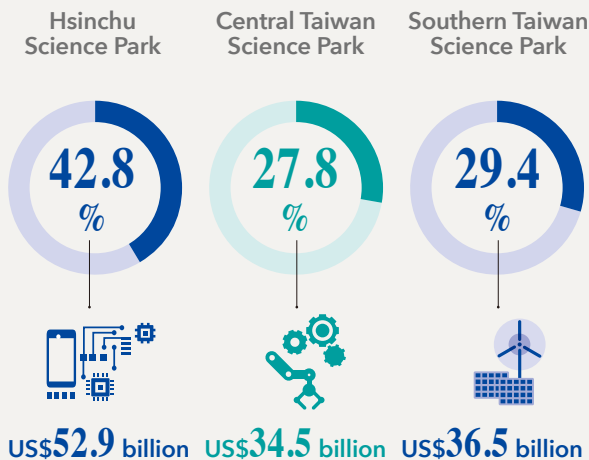 Hsinchu
Science Park
Central Taiwan
Science Park
Southern Taiwan
Science Park
42.8
%
27.8
%
29.4
%
US$52.9 billion
US$34.5 billion
US$36.5 billion